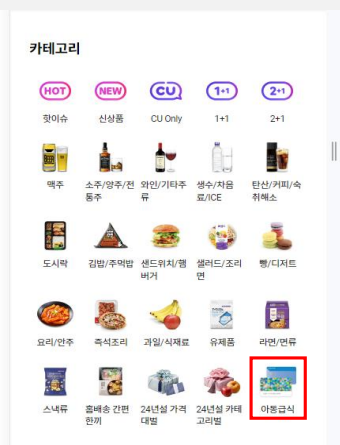 카테고리
HOT NEW CU 1+1 2+1
핫이슈 신상품 CU Only 1+1 2+1
맥주 소주/양주/전 와인/기타주 생수/차음 탄산/커피/숙
통주 류 료/ICE 취해소
도시락 김밥/주먹밥 샌드위치/햄 샐러드/조리 빵/디저트
버거 면
요리/안주 즉석조리 과일/식재료 유제품 라면/면류
스낵류 홈배송 간편 24년설 가격 24년설 카테 아동급식
한끼 대별 고리별